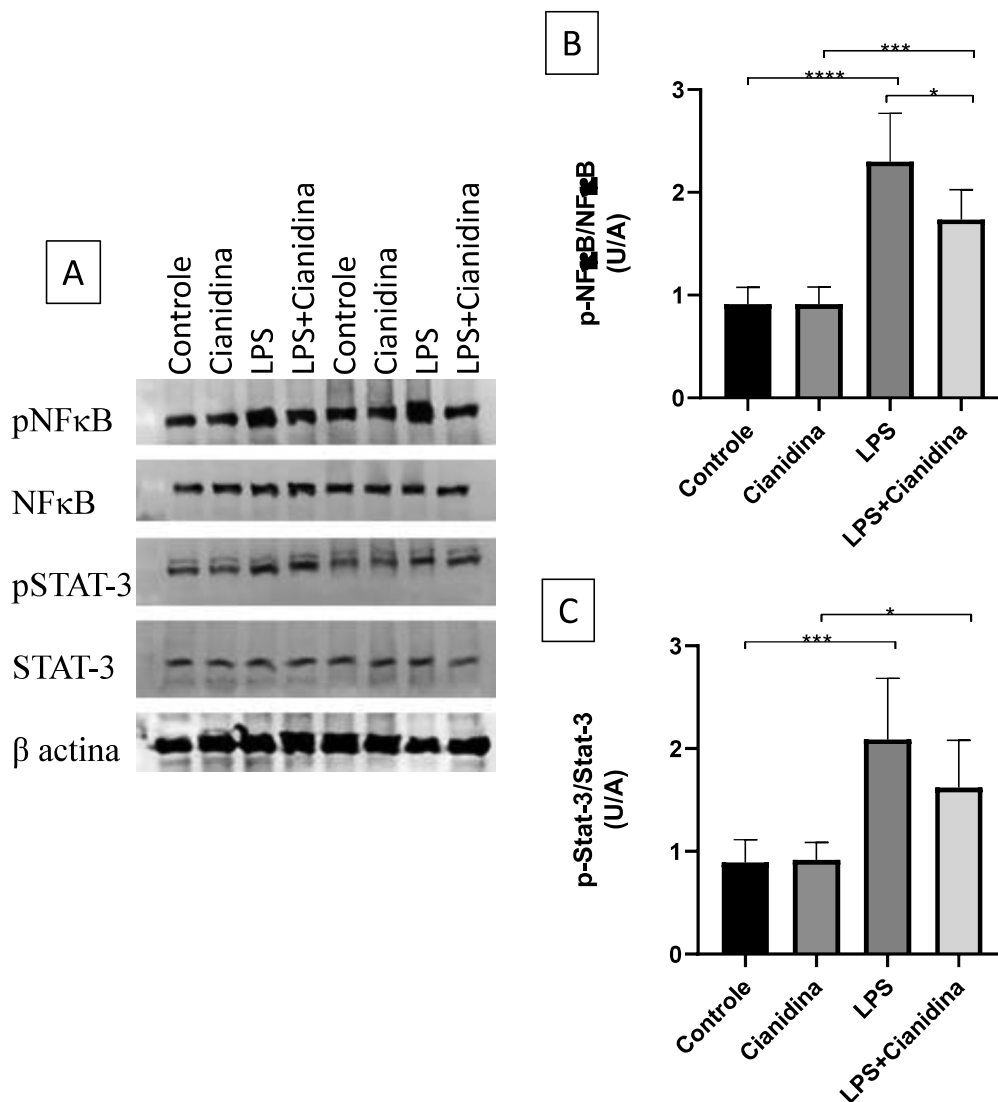 A
Controle
Cianidina
LPS
LPS+Cianidina
Controle
Cianidina
LPS
LPS+Cianidina
pNFκB
NFκB
pSTAT-3
STAT-3
β actina
B
***
****
*
3
2
1
0
(U/A)
Controle
Cianidina
LPS
LPS+Cianidina
C
*
***
3
2
1
0
p-Stat-3/Stat-3
(U/A)
Controle
Cianidina
LPS
LPS+Cianidina